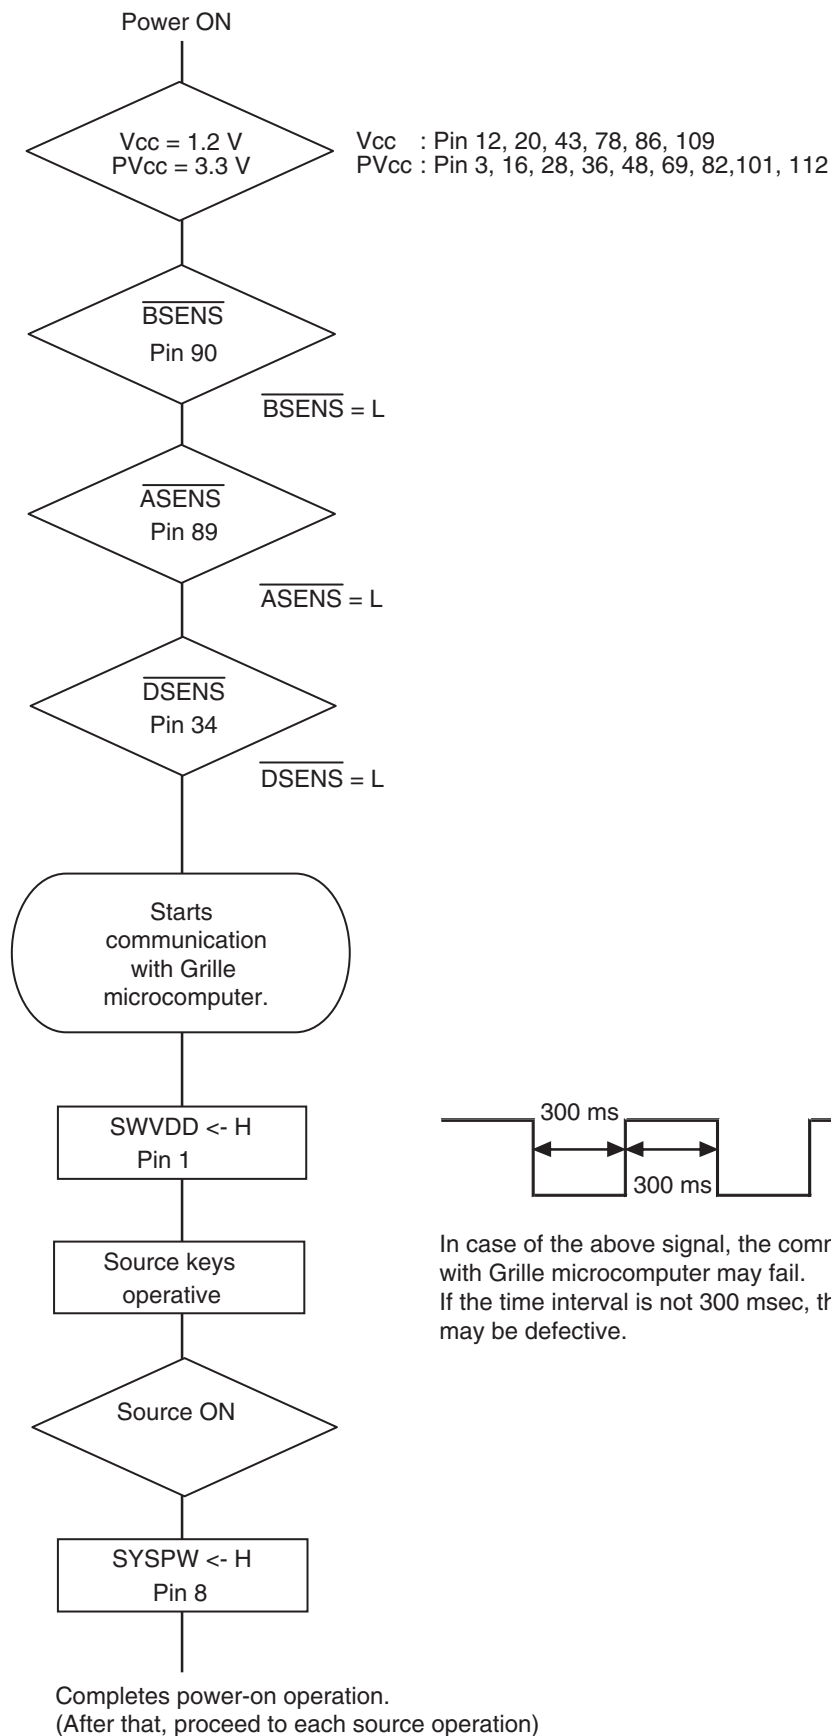 Power ON
Vcc = 1.2 V
PVcc = 3.3 V
Vcc : Pin 12, 20, 43, 78, 86, 109
PVcc : Pin 3, 16, 28, 36, 48, 69, 82,101, 112
BSENS
Pin 90
BSENS = L
ASENS
Pin 89
ASENS = L
DSENS
Pin 34
DSENS = L
Starts
communication
with Grille
microcomputer.
SWVDD <- H
Pin 1
300 ms
300 ms
Source keys
operative
In case of the above signal, the
with Grille microcomputer may fail.
If the time interval is not 300 msec,
may be defective.
Source ON
SYSPW <- H
Pin 8
Completes power-on operation.
(After that, proceed to each source operation)